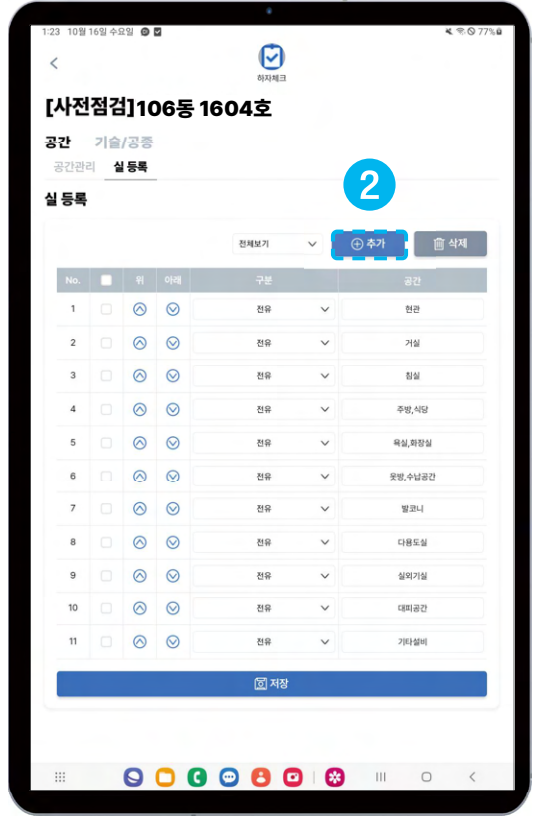 1:23 10월 16일 수요일 77%
하자체크
[사전점검]106동 1604호
공간 기술/공종
공간관리 실 등록
2
실 등록
전체보기 추가 삭제
No. 위 아래 구분 공간
1 전유 현관
2 전유 거실
3 전유 침실
4 전유 주방,식당
5 전유 욕실,화장실
6 전유 옷방,수납공간
7 전유 발코니
8 전유 다용도실
9 전유 실외기실
10 전유 대피공간
11 전유 기타설비
저장